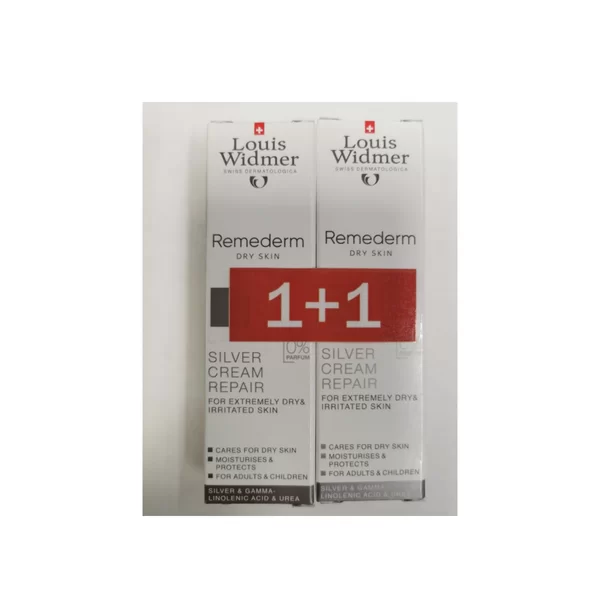 Louis
Widmer
SWISS DERMATOLOGICA
Remederm
DRY SKIN
0%
PARFUM
SILVER
CREAM
REPAIR
FOR EXTREMELY DRY&
IRRITATED SKIN
CARES FOR DRY SKIN
MOISTURISES &
PROTECTS
FOR ADULTS & CHILDREN
SILVER & GAMMA-
LINOLENIC ACID & UREA
1+1
Louis
Widmer
SWISS DERMATOLOGICA
Remederm
DRY SKIN
SILVER
CREAM
REPAIR
FOR EXTREMELY DRY&
IRRITATED SKIN
CARES FOR DRY SKIN
MOISTURISES &
PROTECTS
FOR ADULTS & CHILDREN
SILVER & GAMMA-
LINOLENIC ACID & UREA